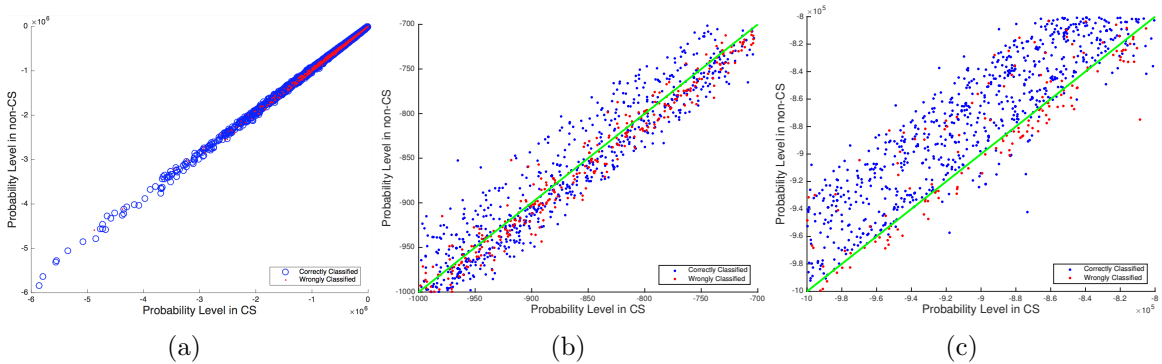 ×10⁶
0
-1
-2
-3
-4
-5
-6
Probability Level in non-CS
Correctly Classified
Wrongly Classified
-6 -5 -4 -3 -2 -1 0
Probability Level in CS
×10⁶
(a)
-700
-750
-800
-850
-900
-950
-1000
Probability Level in non-CS
Correctly Classified
Wrongly Classified
-1000 -950 -900 -850 -800 -750 -700
Probability Level in CS
(b)
×10⁵
-8
-8.2
-8.4
-8.6
-8.8
-9
-9.2
-9.4
-9.6
-9.8
-10
Probability Level in non-CS
Correctly Classified
Wrongly Classified
-10 -9.8 -9.6 -9.4 -9.2 -9 -8.8 -8.6 -8.4 -8.2 -8
Probability Level in CS
×10⁵
(c)